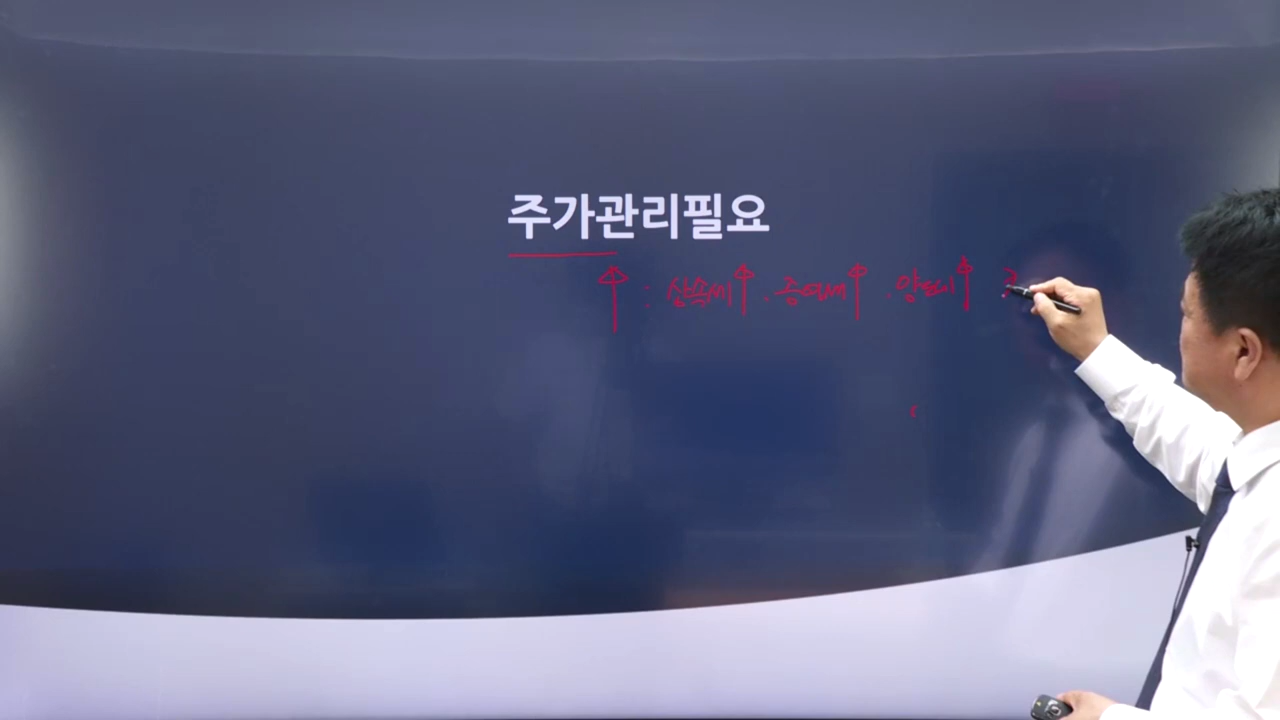 주가관리필요
↑ : 상속세↑ . 증여세↑ . 양도세↑